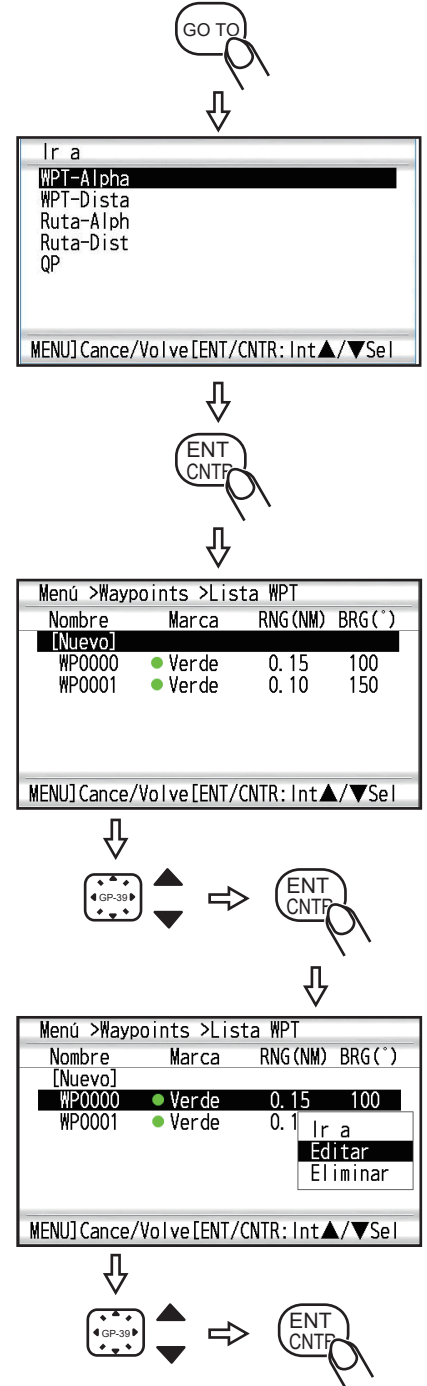 GO TO
Ir a
WPT-Alpha
WPT-Dista
Ruta-Alph
Ruta-Dist
QP
MENU]Cance/Volve[ENT/CNTR:Int▲/▼Sel
ENT
CNTR
Menú >Waypoints >Lista WPT
Nombre Marca RNG(NM) BRG(°)
[Nuevo]
WP0000 ● Verde 0.15 100
WP0001 ● Verde 0.10 150
MENU]Cance/Volve[ENT/CNTR:Int▲/▼Sel
GP-39
ENT
CNTR
Menú >Waypoints >Lista WPT
Nombre Marca RNG(NM) BRG(°)
[Nuevo]
WP0000 ● Verde 0.15 100
WP0001 ● Verde 0.1
Ir a
Editar
Eliminar
MENU]Cance/Volve[ENT/CNTR:Int▲/▼Sel
GP-39
ENT
CNTR